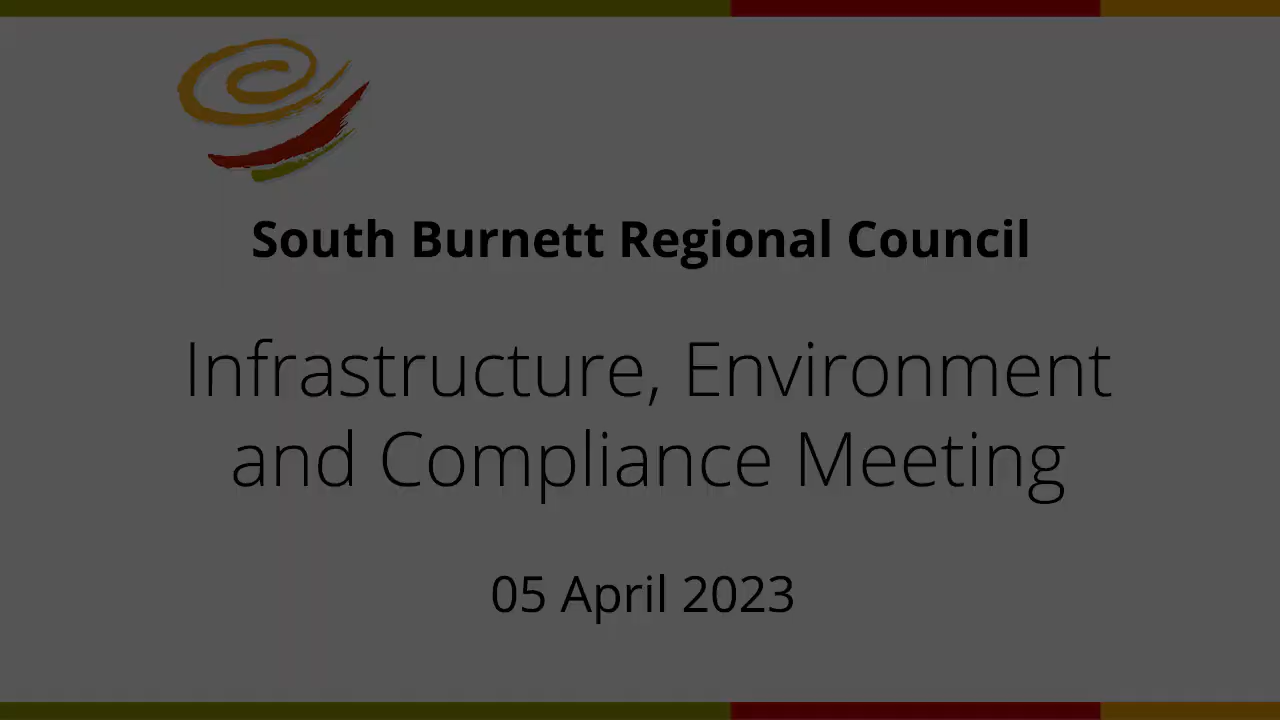 South Burnett Regional Council
Infrastructure, Environment
and Compliance Meeting
05 April 2023